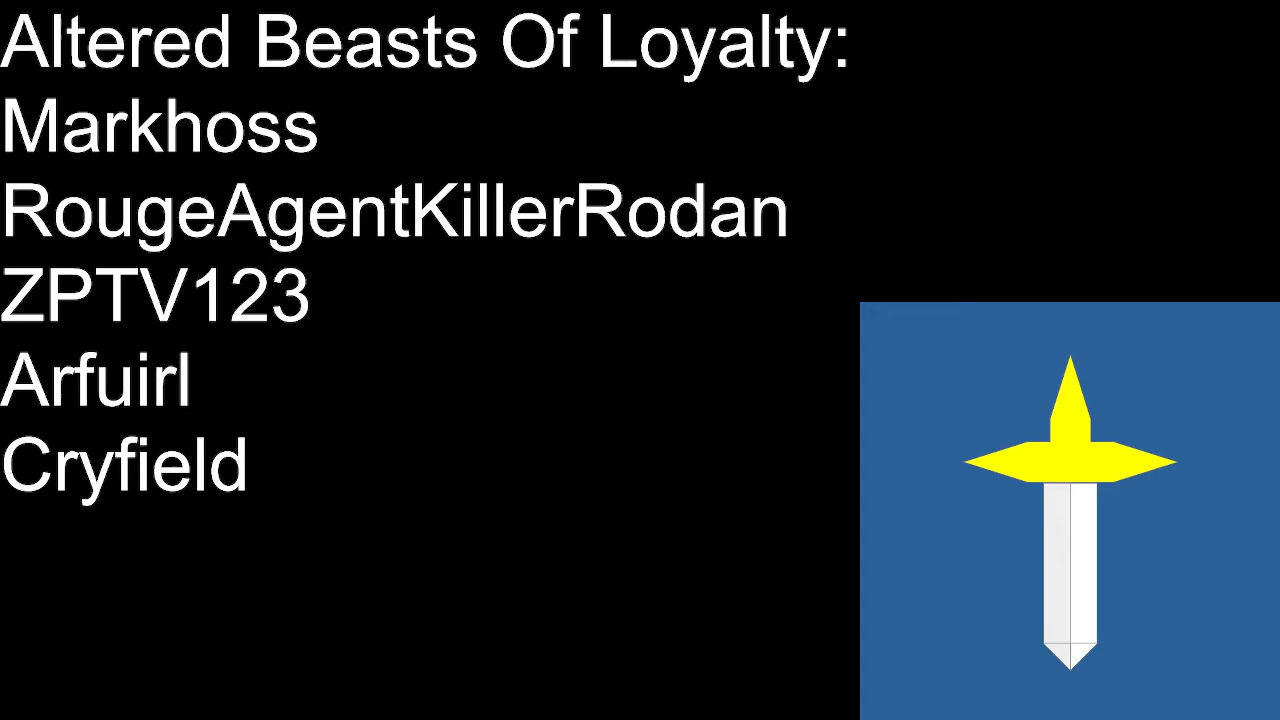 Altered Beasts Of Loyalty:
Markhoss
RougeAgentKillerRodan
ZPTV123
Arfuirl
Cryfield